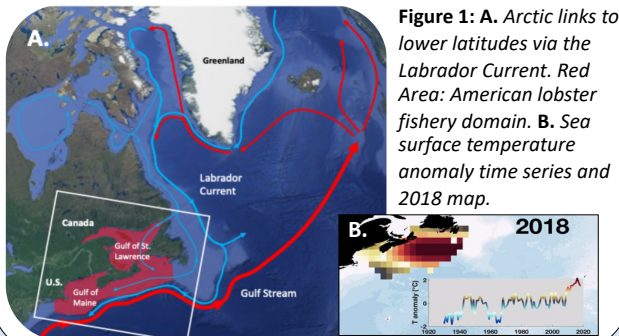 A.
Greenland
Labrador
Current
Canada
Gulf of St.
Lawrence
U.S.
Gulf of
Maine
Gulf Stream
Figure 1: A. Arctic links to
lower latitudes via the
Labrador Current. Red
Area: American lobster
fishery domain. B. Sea
surface temperature
anomaly time series and
2018 map.
B.
2018
T anomaly (°C)
2
0
-2
1920 1940 1960 1980 2000 2020